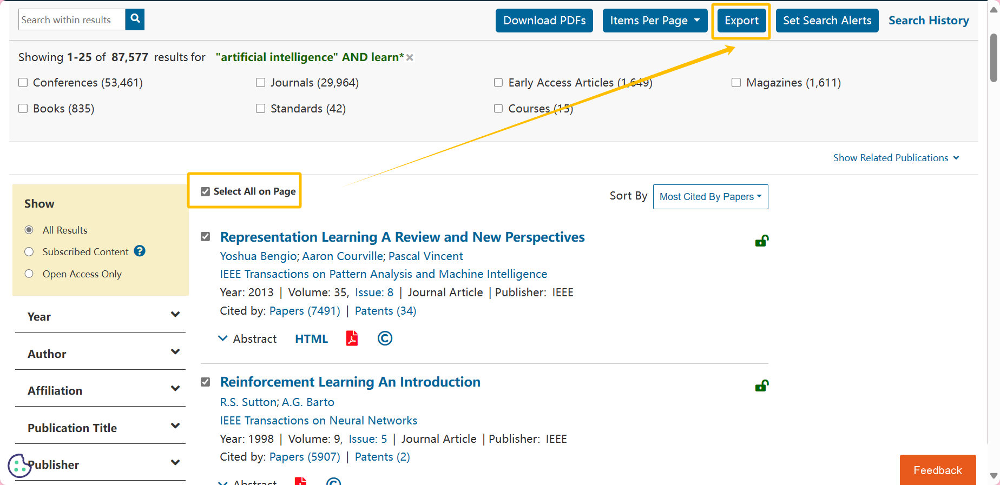 Search within results
Download PDFs
Items Per Page
Export
Set Search Alerts
Search History
Showing 1-25 of 87,577 results for "artificial intelligence" AND learn*
Conferences (53,461)
Journals (29,964)
Early Access Articles (1,649)
Magazines (1,611)
Books (835)
Standards (42)
Courses (15)
Show Related Publications
Select All on Page
Sort By
Most Cited By Papers
Show
All Results
Subscribed Content
Open Access Only
Year
Author
Affiliation
Publication Title
Publisher
Representation Learning A Review and New Perspectives
Yoshua Bengio; Aaron Courville; Pascal Vincent
IEEE Transactions on Pattern Analysis and Machine Intelligence
Year: 2013 | Volume: 35, Issue: 8 | Journal Article | Publisher: IEEE
Cited by: Papers (7491) | Patents (34)
Abstract HTML
Reinforcement Learning An Introduction
R.S. Sutton; A.G. Barto
IEEE Transactions on Neural Networks
Year: 1998 | Volume: 9, Issue: 5 | Journal Article | Publisher: IEEE
Cited by: Papers (5907) | Patents (2)
Abstract
Feedback